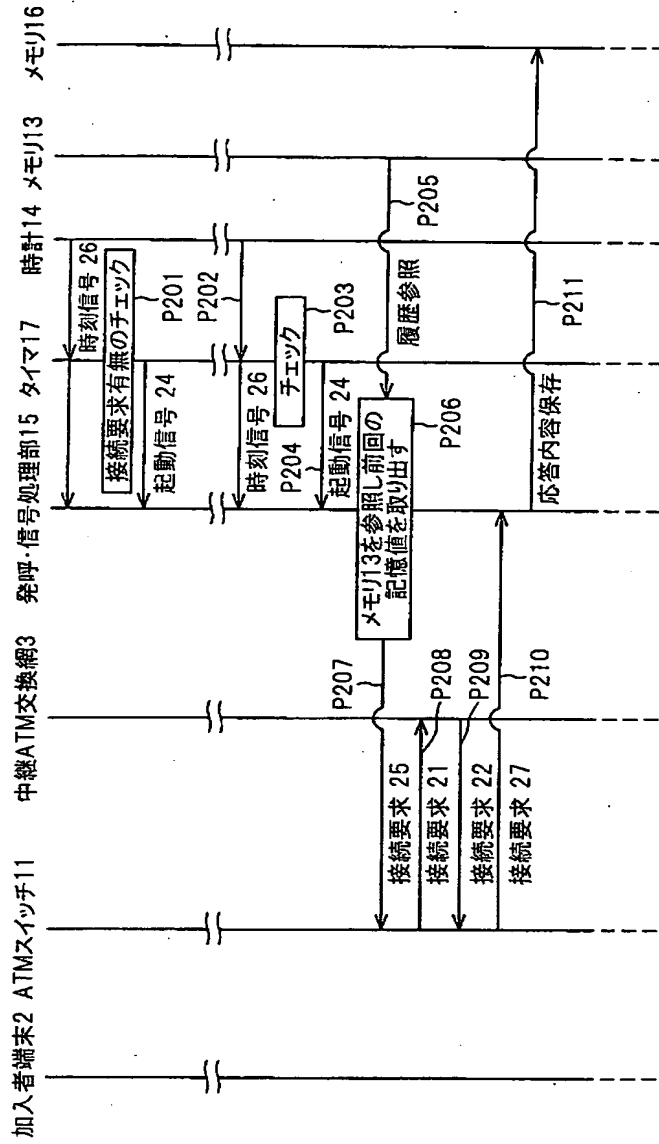 加入者端末2
ATMスイッチ11
中継ATM交換網3
発呼・信号処理部15
タイマ17
時計14
メモリ13
メモリ16
時刻信号 26
接続要求有無のチェック
P201
起動信号 24
P202
時刻信号 26
チェック
P203
P204
起動信号 24
履歴参照
P205
メモリ13を参照し前回の
記憶値を取り出す
P206
P207
接続要求 25
P208
接続要求 21
P209
接続要求 22
P210
接続要求 27
P211
応答内容保存